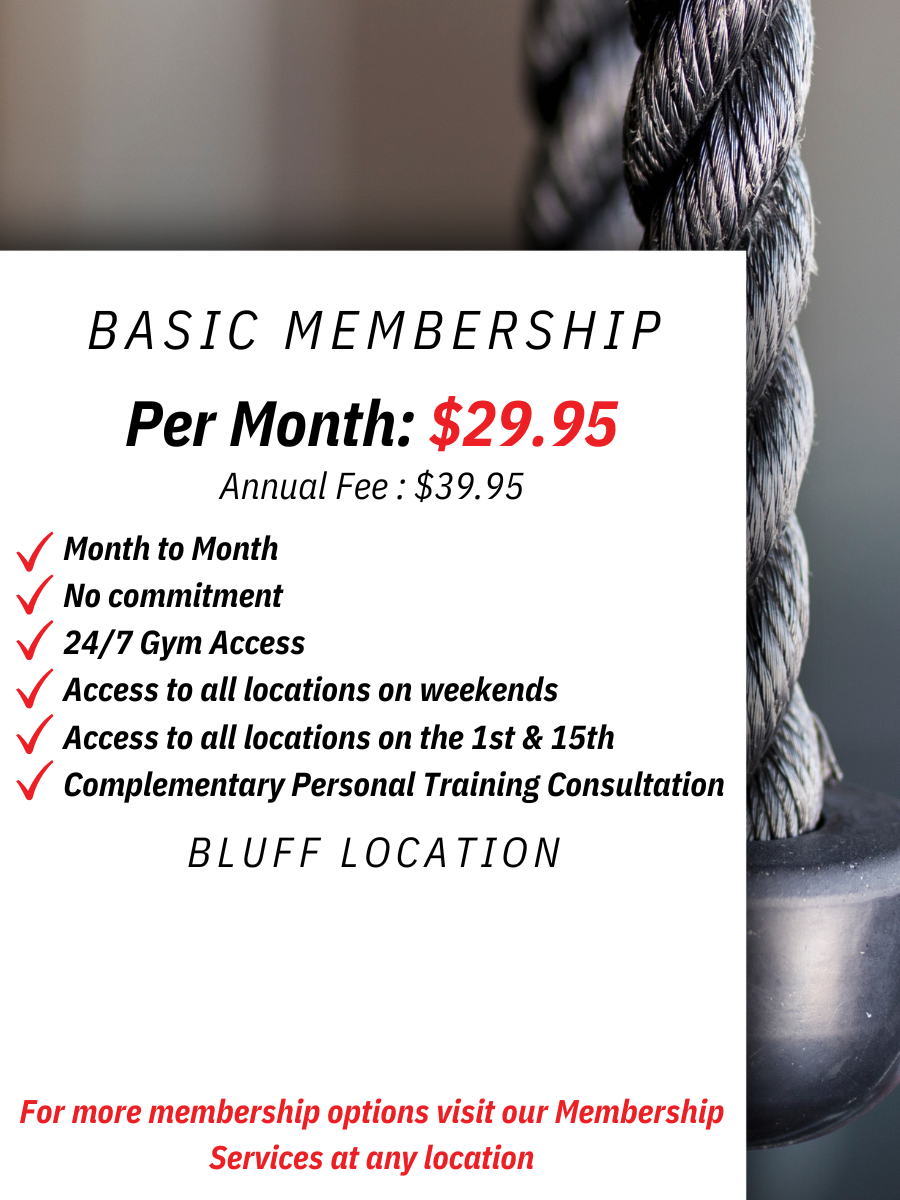 BASIC MEMBERSHIP
Per Month: $29.95
Annual Fee : $39.95
Month to Month
No commitment
24/7 Gym Access
Access to all locations on weekends
Access to all locations on the 1st & 15th
Complementary Personal Training Consultation
BLUFF LOCATION
For more membership options visit our Membership
Services at any location